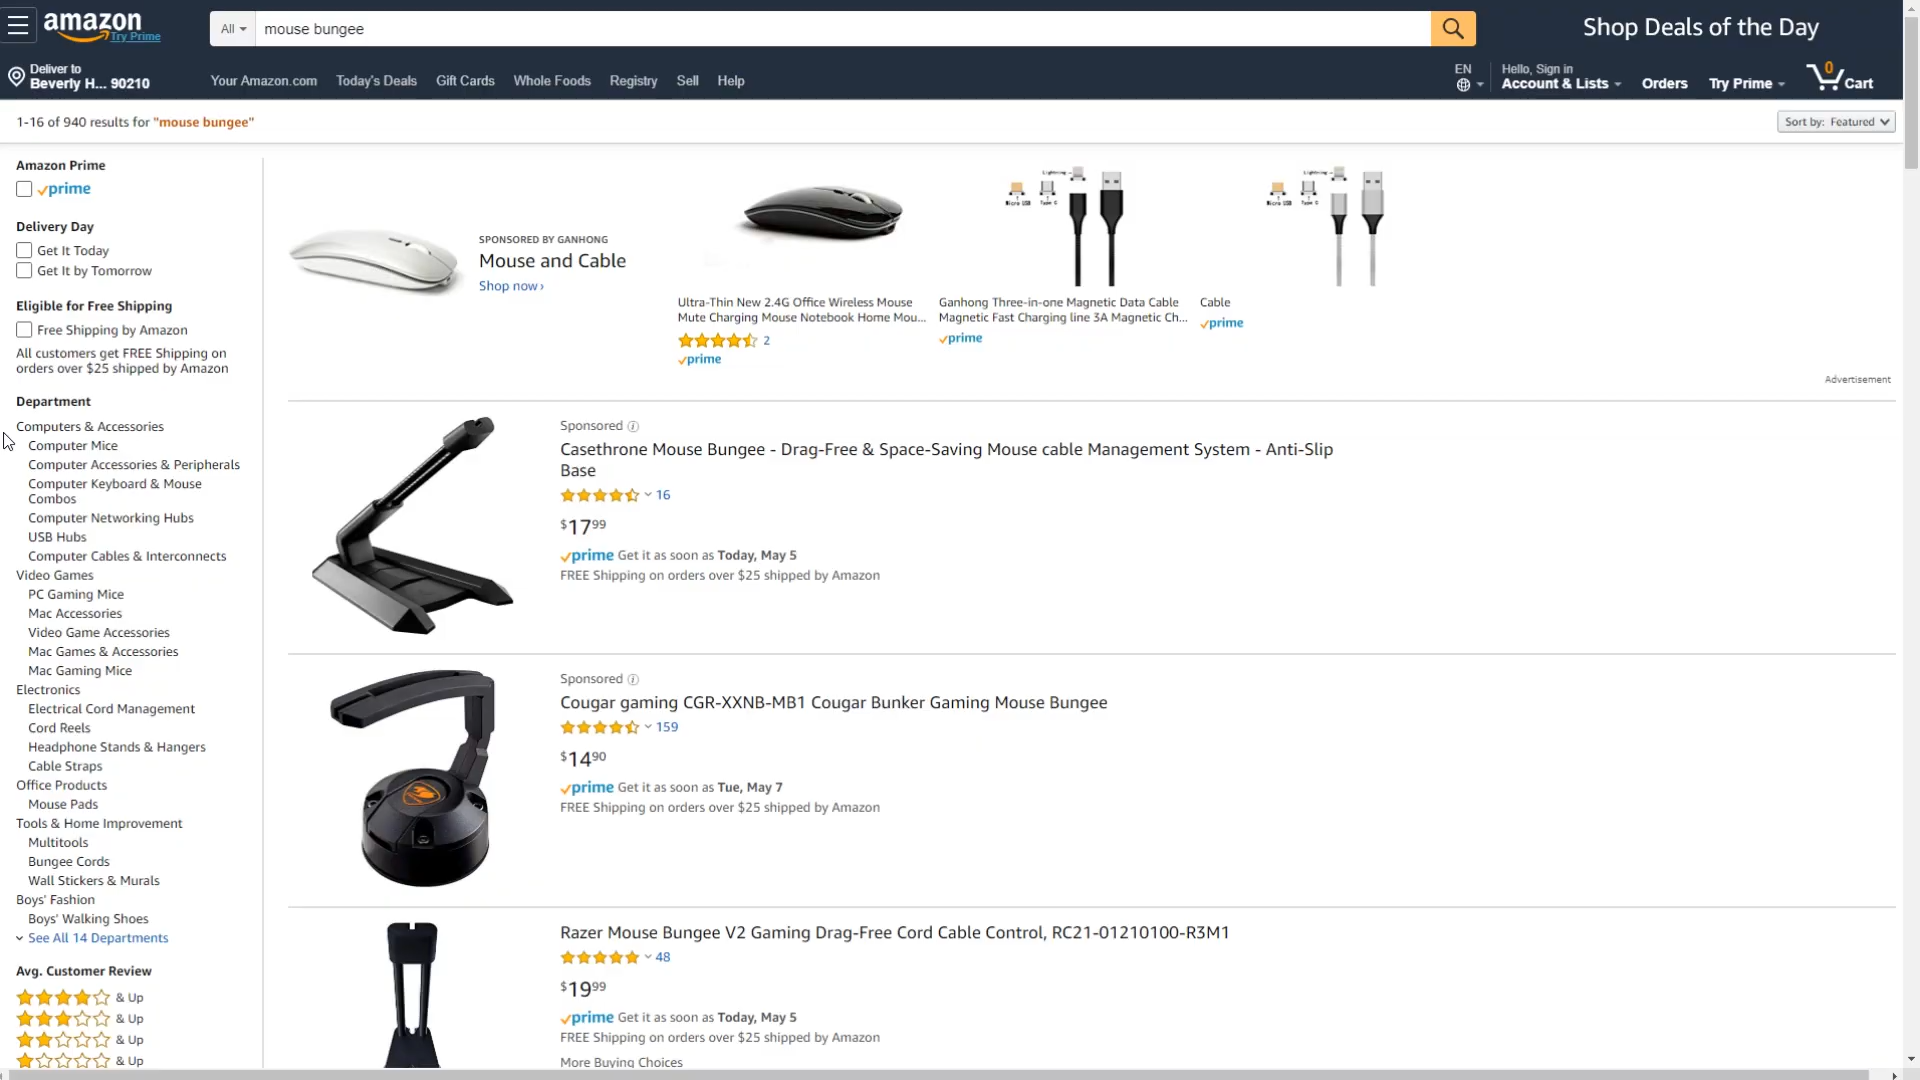 amazon
Try Prime
All
mouse bungee
Shop Deals of the Day
Deliver to
Beverly H... 90210
Your Amazon.com
Today's Deals
Gift Cards
Whole Foods
Registry
Sell
Help
EN
Hello, Sign in
Account & Lists
Orders
Try Prime
0
Cart
1-16 of 940 results for "mouse bungee"
Sort by: Featured
Amazon Prime
prime
Delivery Day
Get It Today
Get It by Tomorrow
Eligible for Free Shipping
Free Shipping by Amazon
All customers get FREE Shipping on
orders over $25 shipped by Amazon
Department
Computers & Accessories
Computer Mice
Computer Accessories & Peripherals
Computer Keyboard & Mouse
Combos
Computer Networking Hubs
USB Hubs
Computer Cables & Interconnects
Video Games
PC Gaming Mice
Mac Accessories
Video Game Accessories
Mac Games & Accessories
Mac Gaming Mice
Electronics
Electrical Cord Management
Cord Reels
Headphone Stands & Hangers
Cable Straps
Office Products
Mouse Pads
Tools & Home Improvement
Multitools
Bungee Cords
Wall Stickers & Murals
Boys' Fashion
Boys' Walking Shoes
See All 14 Departments
Avg. Customer Review
& Up
& Up
& Up
& Up
SPONSORED BY GANHONG
Mouse and Cable
Shop now ›
Ultra-Thin New 2.4G Office Wireless Mouse
Mute Charging Mouse Notebook Home Mou...
2
prime
Lightning
Micro USB
Type C
Ganhong Three-in-one Magnetic Data Cable
Magnetic Fast Charging line 3A Magnetic Ch...
prime
Lightning
Micro USB
Type C
Cable
prime
Advertisement
Sponsored
Casethrone Mouse Bungee - Drag-Free & Space-Saving Mouse cable Management System - Anti-Slip
Base
16
$1799
prime Get it as soon as Today, May 5
FREE Shipping on orders over $25 shipped by Amazon
Sponsored
Cougar gaming CGR-XXNB-MB1 Cougar Bunker Gaming Mouse Bungee
159
$1490
prime Get it as soon as Tue, May 7
FREE Shipping on orders over $25 shipped by Amazon
Razer Mouse Bungee V2 Gaming Drag-Free Cord Cable Control, RC21-01210100-R3M1
48
$1999
prime Get it as soon as Today, May 5
FREE Shipping on orders over $25 shipped by Amazon
More Buying Choices